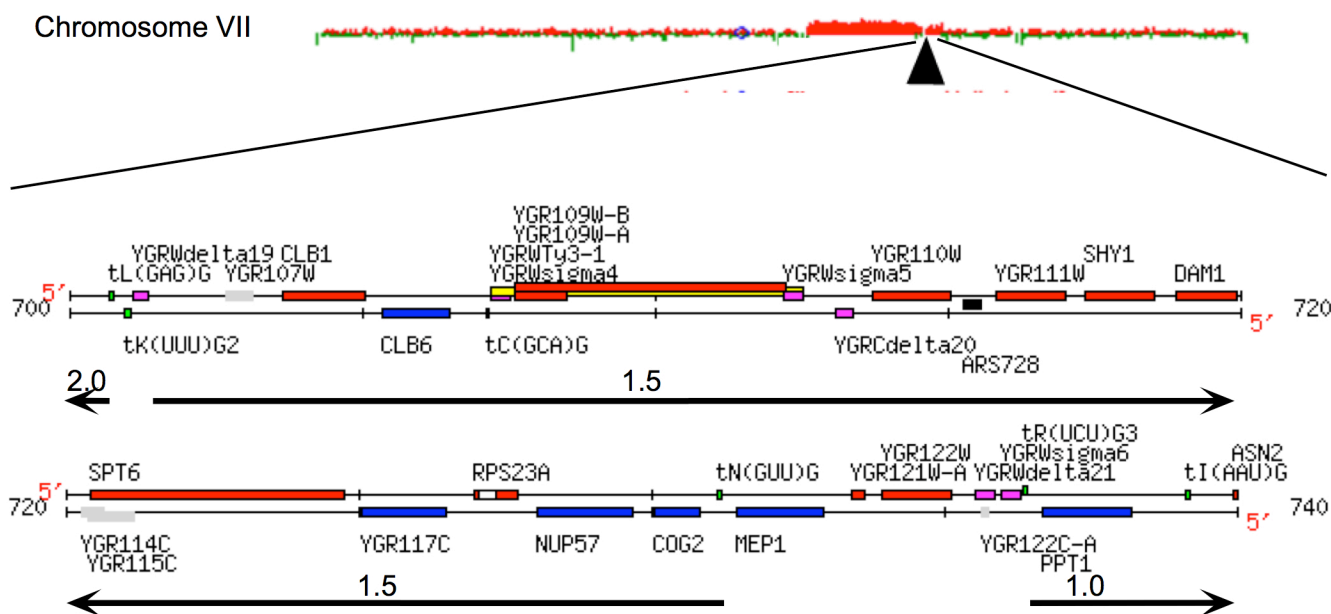 Chromosome VII
YGR109W-B
YGR109W-A
YGRWdelta19 CLB1 YGRWTy3-1 YGR110W SHY1
tL(GAG)G YGR107W YGRWsigma4 YGRWsigma5 YGR111W DAM1
5′
700 720
5′
tK(UUU)G2 CLB6 tC(GCA)G YGRCdelta20
ARS728
2.0 1.5
tR(UCU)G3
YGR122W YGRWsigma6 ASN2
SPT6 RPS23A tN(GUU)G YGR121W-A YGRWdelta21 tI(AAU)G
5′
720 740
5′
YGR114C YGR117C NUP57 COG2 MEP1 YGR122C-A
YGR115C PPT1
1.5 1.0